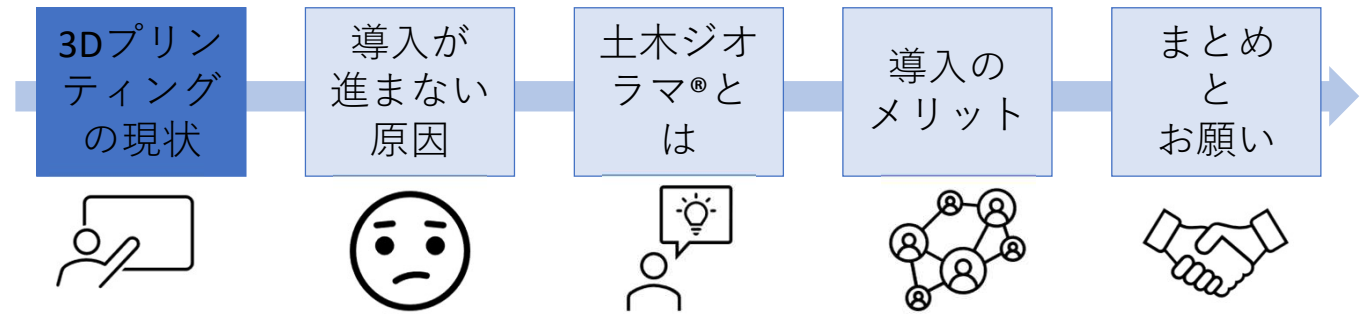 3Dプリン
ティング
の現状
導入が
進まない
原因
土木ジオ
ラマ®と
は
導入の
メリット
まとめ
と
お願い